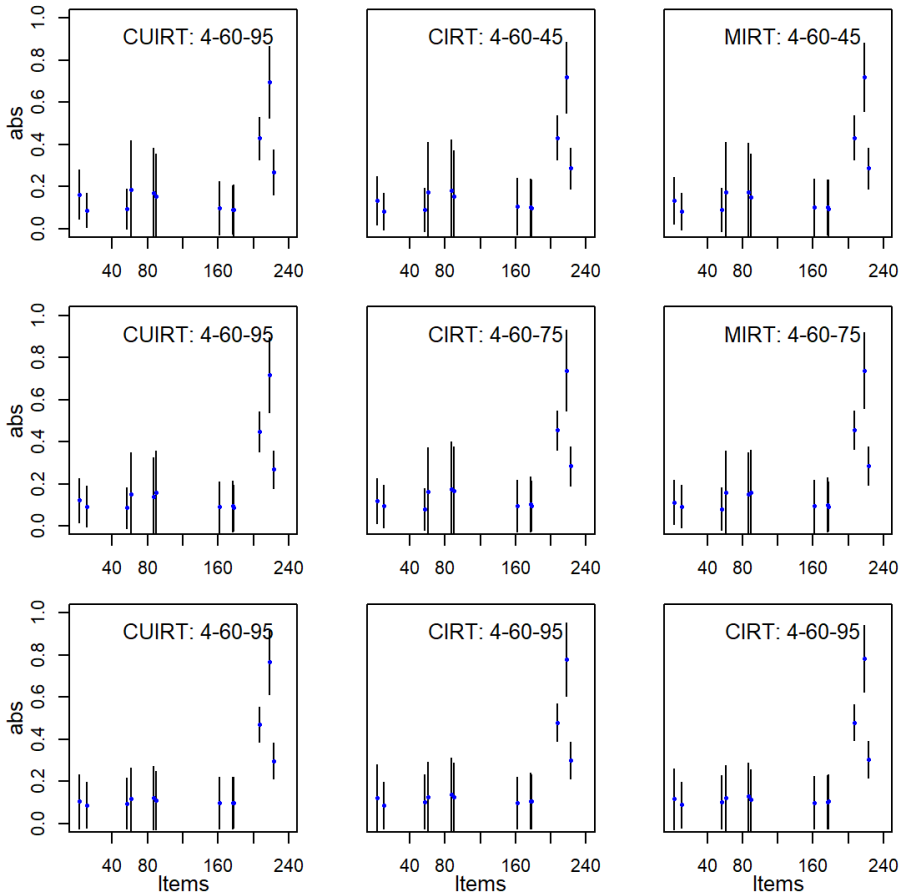 CUIRT: 4-60-95 CIRT: 4-60-45 MIRT: 4-60-45
abs
0.0 0.2 0.4 0.6 0.8 1.0
40 80 160 240 40 80 160 240 40 80 160 240
CUIRT: 4-60-95 CIRT: 4-60-75 MIRT: 4-60-75
abs
0.0 0.2 0.4 0.6 0.8 1.0
40 80 160 240 40 80 160 240 40 80 160 240
CUIRT: 4-60-95 CIRT: 4-60-95 CIRT: 4-60-95
abs
0.0 0.2 0.4 0.6 0.8 1.0
40 80 160 240 40 80 160 240 40 80 160 240
Items Items Items